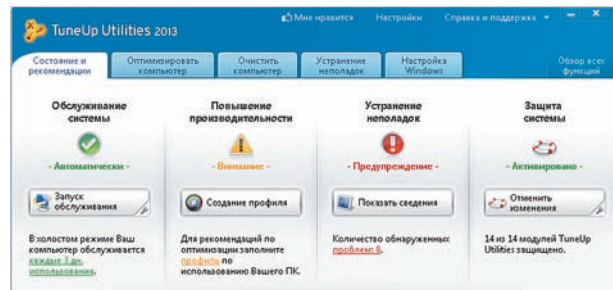 TuneUp Utilities 2013
Мне нравится Настройки Справка и поддержка
Состояние и рекомендации
Оптимизировать компьютер
Очистить компьютер
Устранение неполадок
Настройка Windows
Обзор всех функций
Обслуживание
системы
- Автоматически -
Запуск
обслуживания
В холостом режиме Ваш
компьютер обслуживается
каждые 3 дн.
использования.
Повышение
производительности
- Внимание -
Создание профиля
Для рекомендаций по
оптимизации заполните
профиль по
использованию Вашего ПК.
Устранение
неполадок
- Предупреждение -
Показать сведения
Количество обнаруженных
проблем: 8.
Защита
системы
- Активировано -
Отменить
изменения
14 из 14 модулей TuneUp
Utilities защищено.